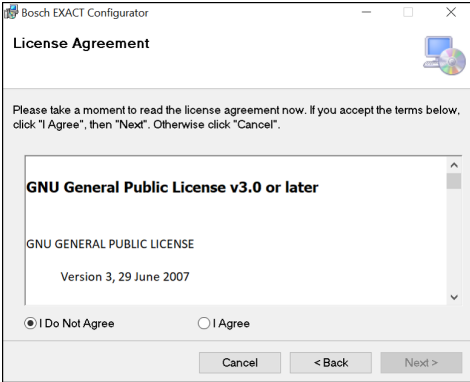 Bosch EXACT Configurator
License Agreement
Please take a moment to read the license agreement now. If you accept the terms below,
click "I Agree", then "Next". Otherwise click "Cancel".
GNU General Public License v3.0 or later
GNU GENERAL PUBLIC LICENSE
Version 3, 29 June 2007
I Do Not Agree
I Agree
Cancel
< Back
Next >